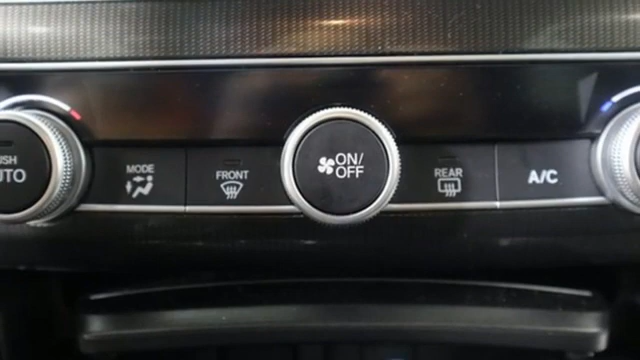 AUTO
MODE
FRONT
ON/
OFF
REAR
A/C